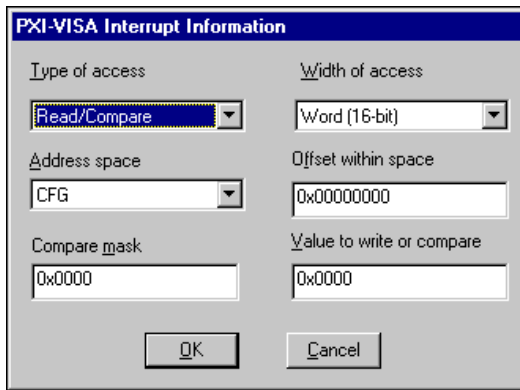 PXI-VISA Interrupt Information
Type of access
Width of access
Read/Compare
Word (16-bit)
Address space
Offset within space
CFG
0x00000000
Compare mask
Value to write or compare
0x0000
0x0000
OK
Cancel